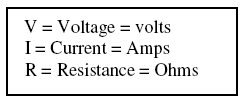 V = Voltage = volts
I = Current = Amps
R = Resistance = Ohms